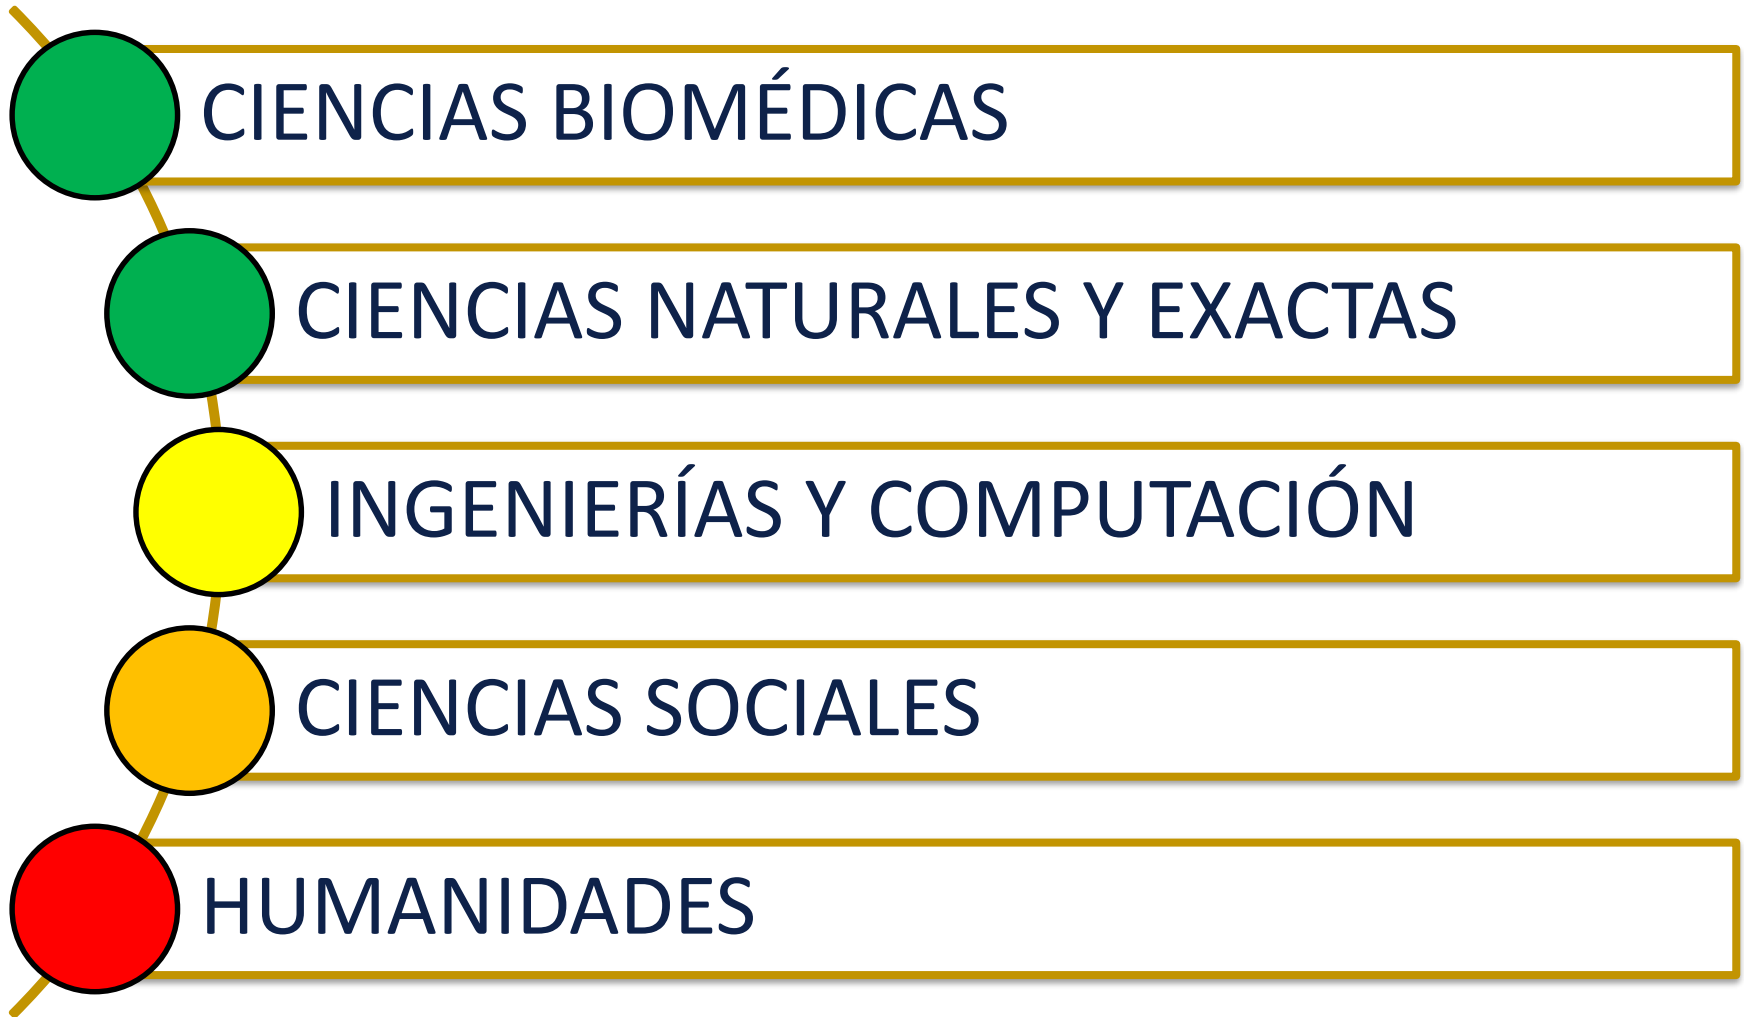 CIENCIAS BIOMÉDICAS
CIENCIAS NATURALES Y EXACTAS
INGENIERÍAS Y COMPUTACIÓN
CIENCIAS SOCIALES
HUMANIDADES